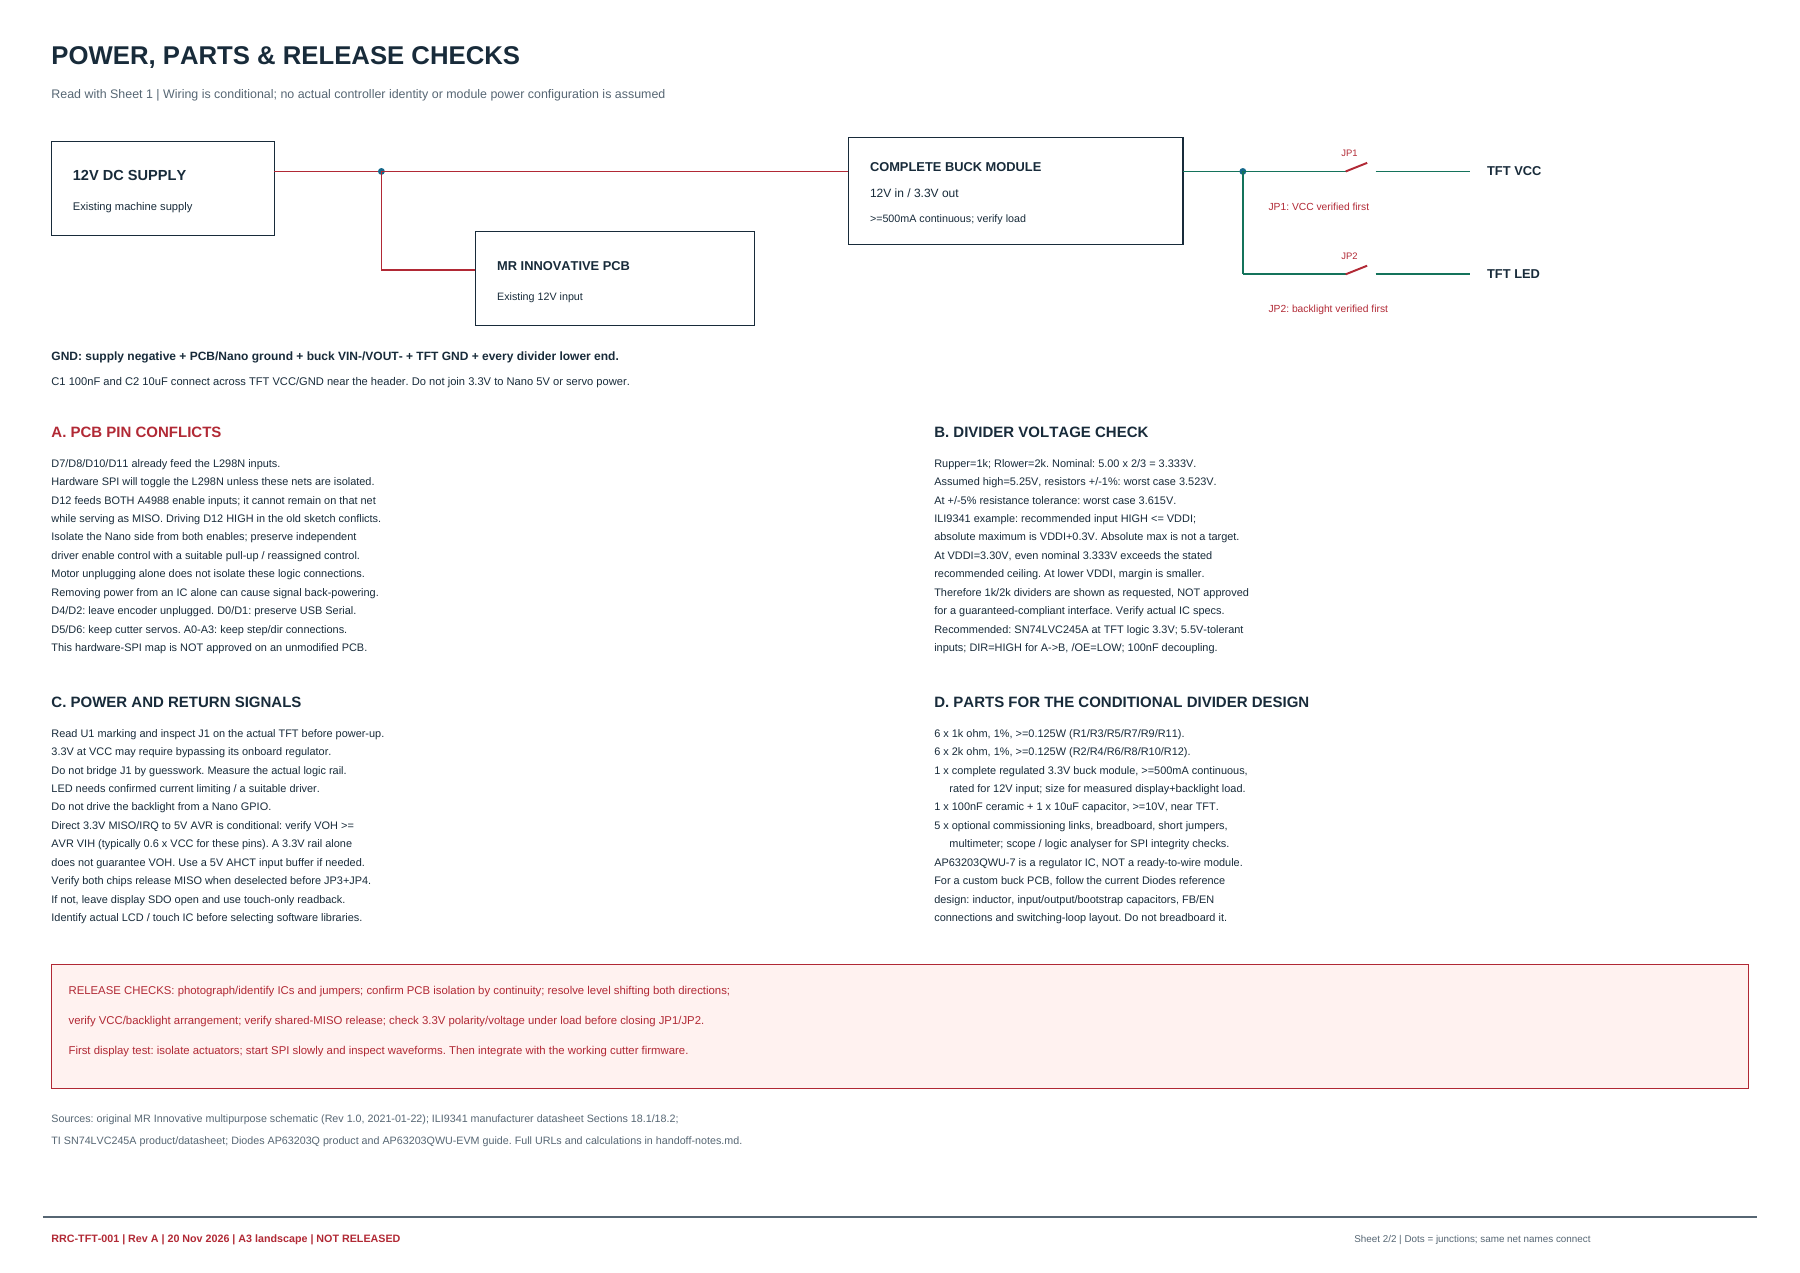 POWER, PARTS & RELEASE CHECKS
Read with Sheet 1 | Wiring is conditional; no actual controller identity or module power configuration is assumed
12V DC SUPPLY
Existing machine supply
MR INNOVATIVE PCB
Existing 12V input
COMPLETE BUCK MODULE
12V in / 3.3V out
>=500mA continuous; verify load
JP1
TFT VCC
JP1: VCC verified first
JP2
TFT LED
JP2: backlight verified first
GND: supply negative + PCB/Nano ground + buck VIN-/VOUT- + TFT GND + every divider lower end.
C1 100nF and C2 10uF connect across TFT VCC/GND near the header. Do not join 3.3V to Nano 5V or servo power.
A. PCB PIN CONFLICTS
D7/D8/D10/D11 already feed the L298N inputs.
Hardware SPI will toggle the L298N unless these nets are isolated.
D12 feeds BOTH A4988 enable inputs; it cannot remain on that net
while serving as MISO. Driving D12 HIGH in the old sketch conflicts.
Isolate the Nano side from both enables; preserve independent
driver enable control with a suitable pull-up / reassigned control.
Motor unplugging alone does not isolate these logic connections.
Removing power from an IC alone can cause signal back-powering.
D4/D2: leave encoder unplugged. D0/D1: preserve USB Serial.
D5/D6: keep cutter servos. A0-A3: keep step/dir connections.
This hardware-SPI map is NOT approved on an unmodified PCB.
B. DIVIDER VOLTAGE CHECK
Rupper=1k; Rlower=2k. Nominal: 5.00 x 2/3 = 3.333V.
Assumed high=5.25V, resistors +/-1%: worst case 3.523V.
At +/-5% resistance tolerance: worst case 3.615V.
ILI9341 example: recommended input HIGH <= VDDI;
absolute maximum is VDDI+0.3V. Absolute max is not a target.
At VDDI=3.30V, even nominal 3.333V exceeds the stated
recommended ceiling. At lower VDDI, margin is smaller.
Therefore 1k/2k dividers are shown as requested, NOT approved
for a guaranteed-compliant interface. Verify actual IC specs.
Recommended: SN74LVC245A at TFT logic 3.3V; 5.5V-tolerant
inputs; DIR=HIGH for A->B, /OE=LOW; 100nF decoupling.
C. POWER AND RETURN SIGNALS
Read U1 marking and inspect J1 on the actual TFT before power-up.
3.3V at VCC may require bypassing its onboard regulator.
Do not bridge J1 by guesswork. Measure the actual logic rail.
LED needs confirmed current limiting / a suitable driver.
Do not drive the backlight from a Nano GPIO.
Direct 3.3V MISO/IRQ to 5V AVR is conditional: verify VOH >=
AVR VIH (typically 0.6 x VCC for these pins). A 3.3V rail alone
does not guarantee VOH. Use a 5V AHCT input buffer if needed.
Verify both chips release MISO when deselected before JP3+JP4.
If not, leave display SDO open and use touch-only readback.
Identify actual LCD / touch IC before selecting software libraries.
D. PARTS FOR THE CONDITIONAL DIVIDER DESIGN
6 x 1k ohm, 1%, >=0.125W (R1/R3/R5/R7/R9/R11).
6 x 2k ohm, 1%, >=0.125W (R2/R4/R6/R8/R10/R12).
1 x complete regulated 3.3V buck module, >=500mA continuous,
rated for 12V input; size for measured display+backlight load.
1 x 100nF ceramic + 1 x 10uF capacitor, >=10V, near TFT.
5 x optional commissioning links, breadboard, short jumpers,
multimeter; scope / logic analyser for SPI integrity checks.
AP63203QWU-7 is a regulator IC, NOT a ready-to-wire module.
For a custom buck PCB, follow the current Diodes reference
design: inductor, input/output/bootstrap capacitors, FB/EN
connections and switching-loop layout. Do not breadboard it.
RELEASE CHECKS: photograph/identify ICs and jumpers; confirm PCB isolation by continuity; resolve level shifting both directions;
verify VCC/backlight arrangement; verify shared-MISO release; check 3.3V polarity/voltage under load before closing JP1/JP2.
First display test: isolate actuators; start SPI slowly and inspect waveforms. Then integrate with the working cutter firmware.
Sources: original MR Innovative multipurpose schematic (Rev 1.0, 2021-01-22); ILI9341 manufacturer datasheet Sections 18.1/18.2;
TI SN74LVC245A product/datasheet; Diodes AP63203Q product and AP63203QWU-EVM guide. Full URLs and calculations in handoff-notes.md.
RRC-TFT-001 | Rev A | 20 Nov 2026 | A3 landscape | NOT RELEASED
Sheet 2/2 | Dots = junctions; same net names connect